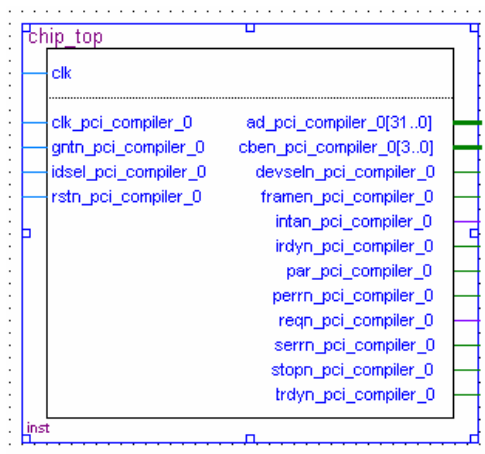 chip_top
clk
clk_pci_compiler_0 ad_pci_compiler_0[31..0]
gntn_pci_compiler_0 cben_pci_compiler_0[3..0]
idsel_pci_compiler_0 devseln_pci_compiler_0
rstn_pci_compiler_0 framen_pci_compiler_0
intan_pci_compiler_0
irdyn_pci_compiler_0
par_pci_compiler_0
perrn_pci_compiler_0
reqn_pci_compiler_0
serrn_pci_compiler_0
stopn_pci_compiler_0
trdyn_pci_compiler_0
inst